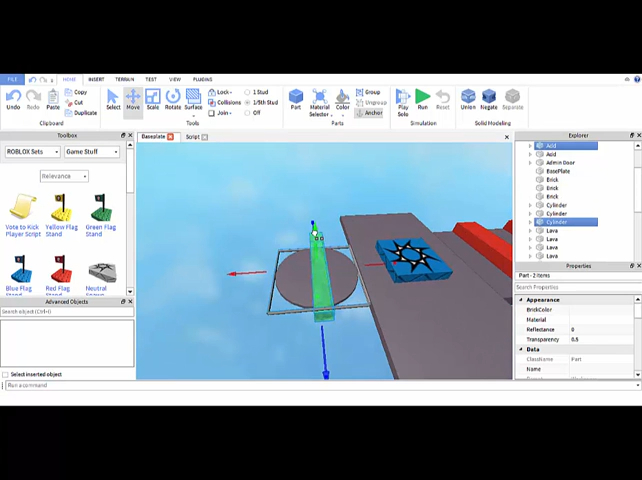 FILE HOME INSERT TERRAIN TEST VIEW PLUGINS
Undo Redo Paste Copy Cut Duplicate
Clipboard
Select Move Scale Rotate Surface
Lock Collisions Join
1 Stud
1/5th Stud
Off
Tools
Part Material Selector Color
Group
Ungroup
Anchor
Parts
Play Solo Run Reset
Simulation
Union Negate Separate
Solid Modeling
Toolbox
ROBLOX Sets Game Stuff
Relevance
Vote to Kick Player Script
Yellow Flag Stand
Green Flag Stand
Blue Flag Stand
Red Flag Stand
Neutral
Advanced Objects
Search object (Ctrl+I)
Select inserted object
Run a command
Baseplate Script
Explorer
Acid
Acid
Admin Door
BasePlate
Brick
Brick
Brick
Cylinder
Cylinder
Cylinder
Lava
Lava
Lava
Lava
Properties
Part - 2 items
Search Properties
Appearance
BrickColor
Material
Reflectance 0
Transparency 0.5
Data
ClassName Part
Name